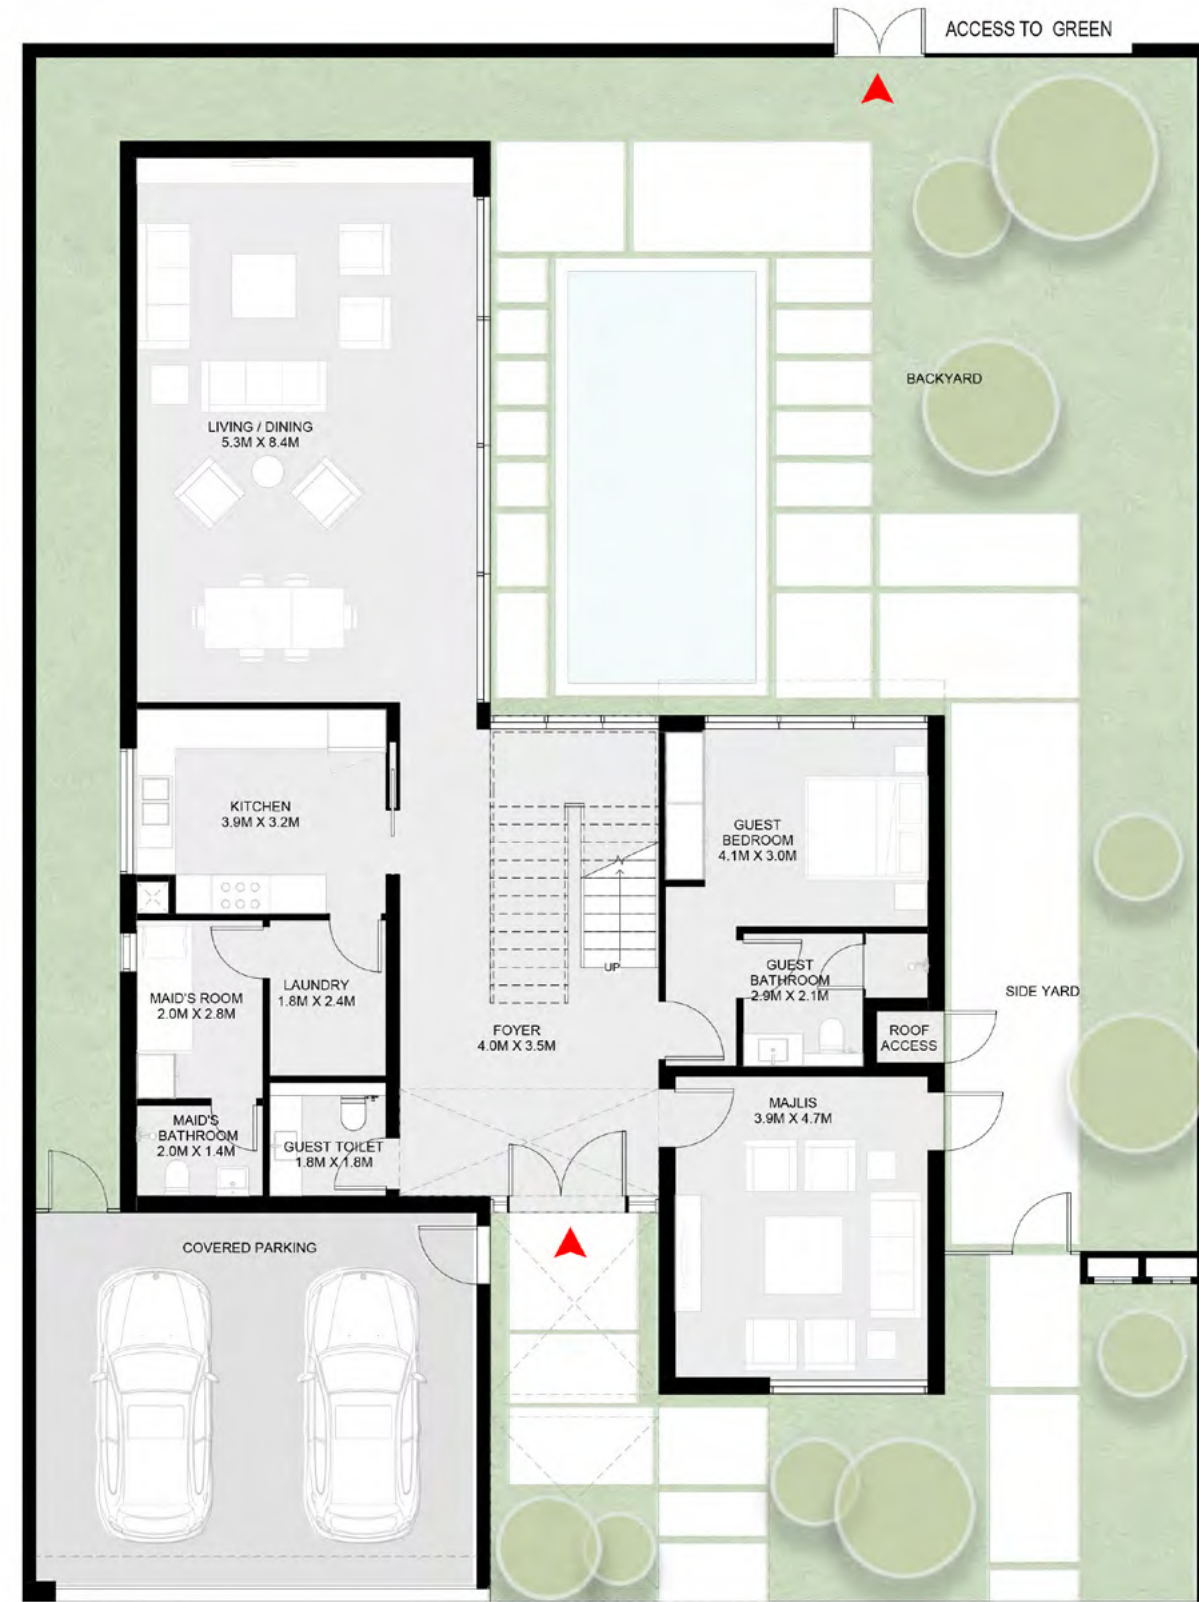 ACCESS TO GREEN
BACKYARD
LIVING / DINING
5.3M X 8.4M
KITCHEN
3.9M X 3.2M
GUEST
BEDROOM
4.1M X 3.0M
UP
GUEST
BATHROOM
2.9M X 2.1M
LAUNDRY
1.8M X 2.4M
MAID'S ROOM
2.0M X 2.8M
SIDE YARD
FOYER
4.0M X 3.5M
ROOF
ACCESS
MAJLIS
3.9M X 4.7M
MAID'S
BATHROOM
2.0M X 1.4M
GUEST TOILET
1.8M X 1.8M
COVERED PARKING